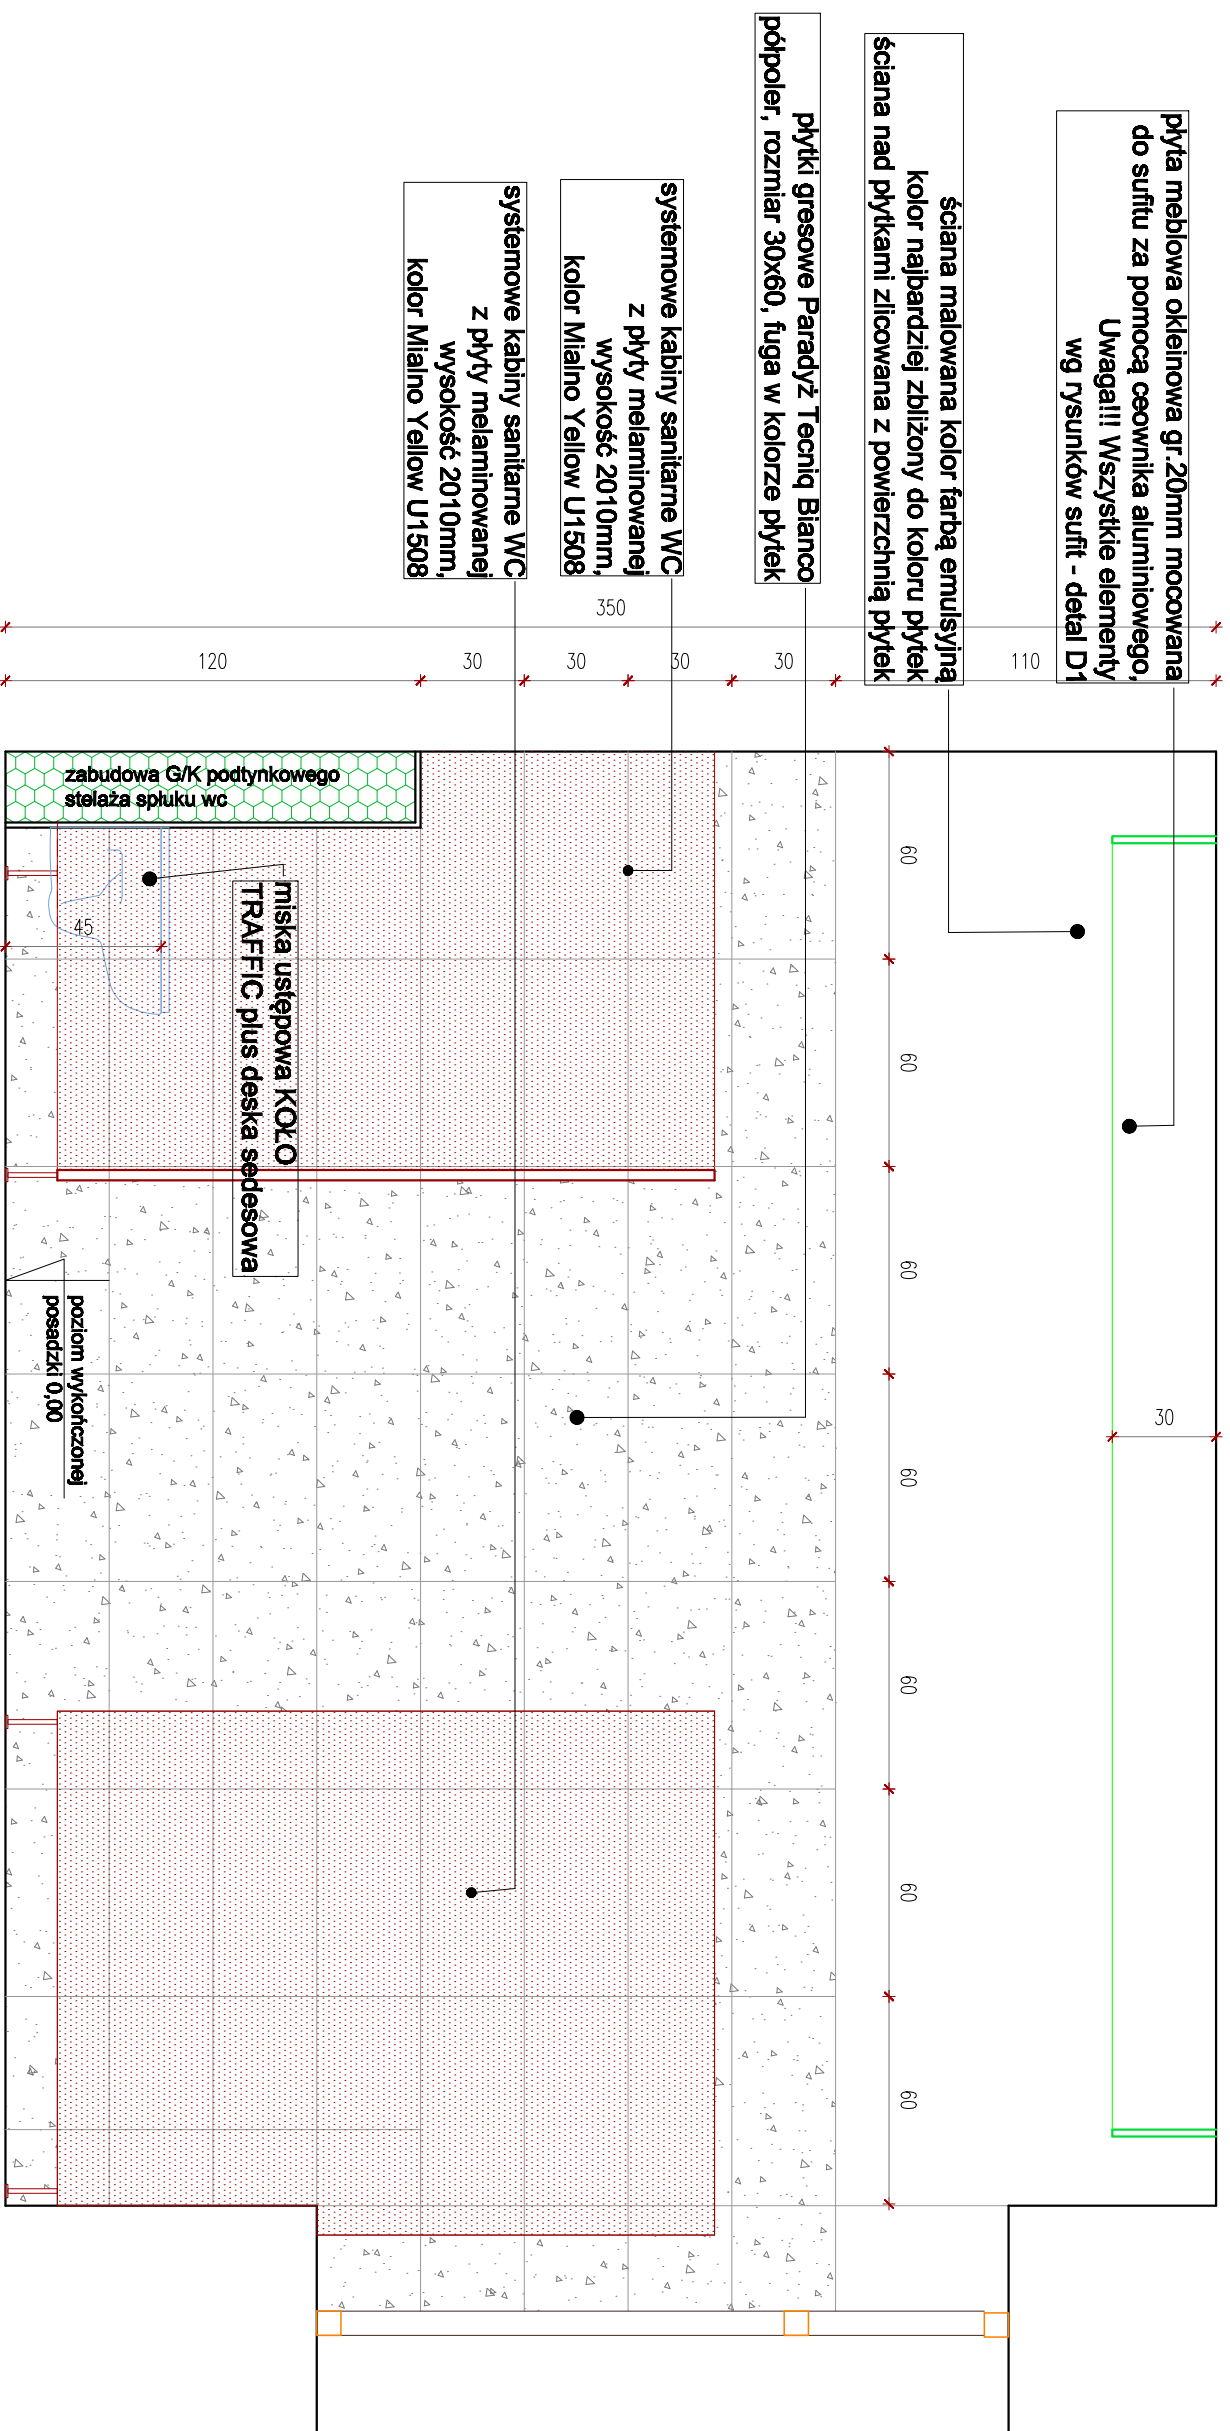 płyta meblowa okleinowa gr.20mm mocowana
do sufitu za pomocą ceownika aluminiowego,
Uwaga!!! Wszystkie elementy
wg rysunków sufit - detal D1
ściana malowana kolor farbą emulsyjną
kolor najbardziej zbliżony do koloru płytek
ściana nad płytkami zlicowana z powierzchnią płytek
płytki gresowe Paradyż Tecniq Bianco
półpoler, rozmiar 30x60, fuga w kolorze płytek
systemowe kabiny sanitarne WC
z płyty melaminowanej
wysokość 2010mm,
kolor Mialno Yellow U1508
systemowe kabiny sanitarne WC
z płyty melaminowanej
wysokość 2010mm,
kolor Mialno Yellow U1508
350
110
30
30
30
30
120
60
60
60
60
60
60
60
30
zabudowa G/K podtynkowego
stelaża spłuku wc
45
miska ustępowa KOŁO
TRAFFIC plus deska sedesowa
poziom wykończonej
posadzki 0,00